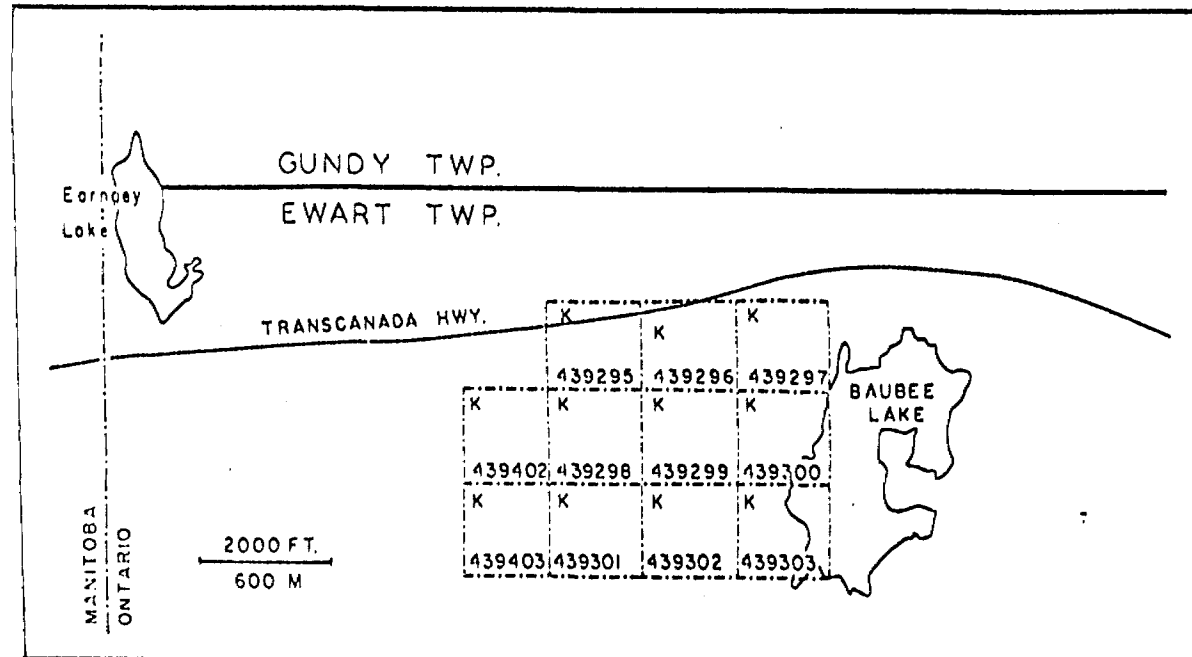 GUNDY TWP.
EWART TWP.
Lake
TRANSCANADA HWY.
K
K
K
439295
439296
439297
BAUBEE
LAKE
K
K
K
K
439402
439298
439299
439300
K
K
K
K
439403
439301
439302
439303
MANITOBA
ONTARIO
2000 FT.
600 M